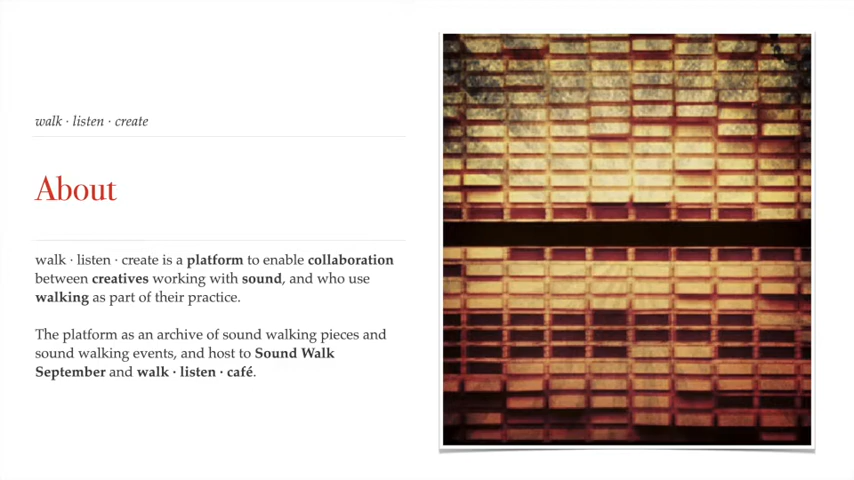 walk · listen · create
About
walk · listen · create is a platform to enable collaboration
between creatives working with sound, and who use
walking as part of their practice.
The platform as an archive of sound walking pieces and
sound walking events, and host to Sound Walk
September and walk · listen · café.